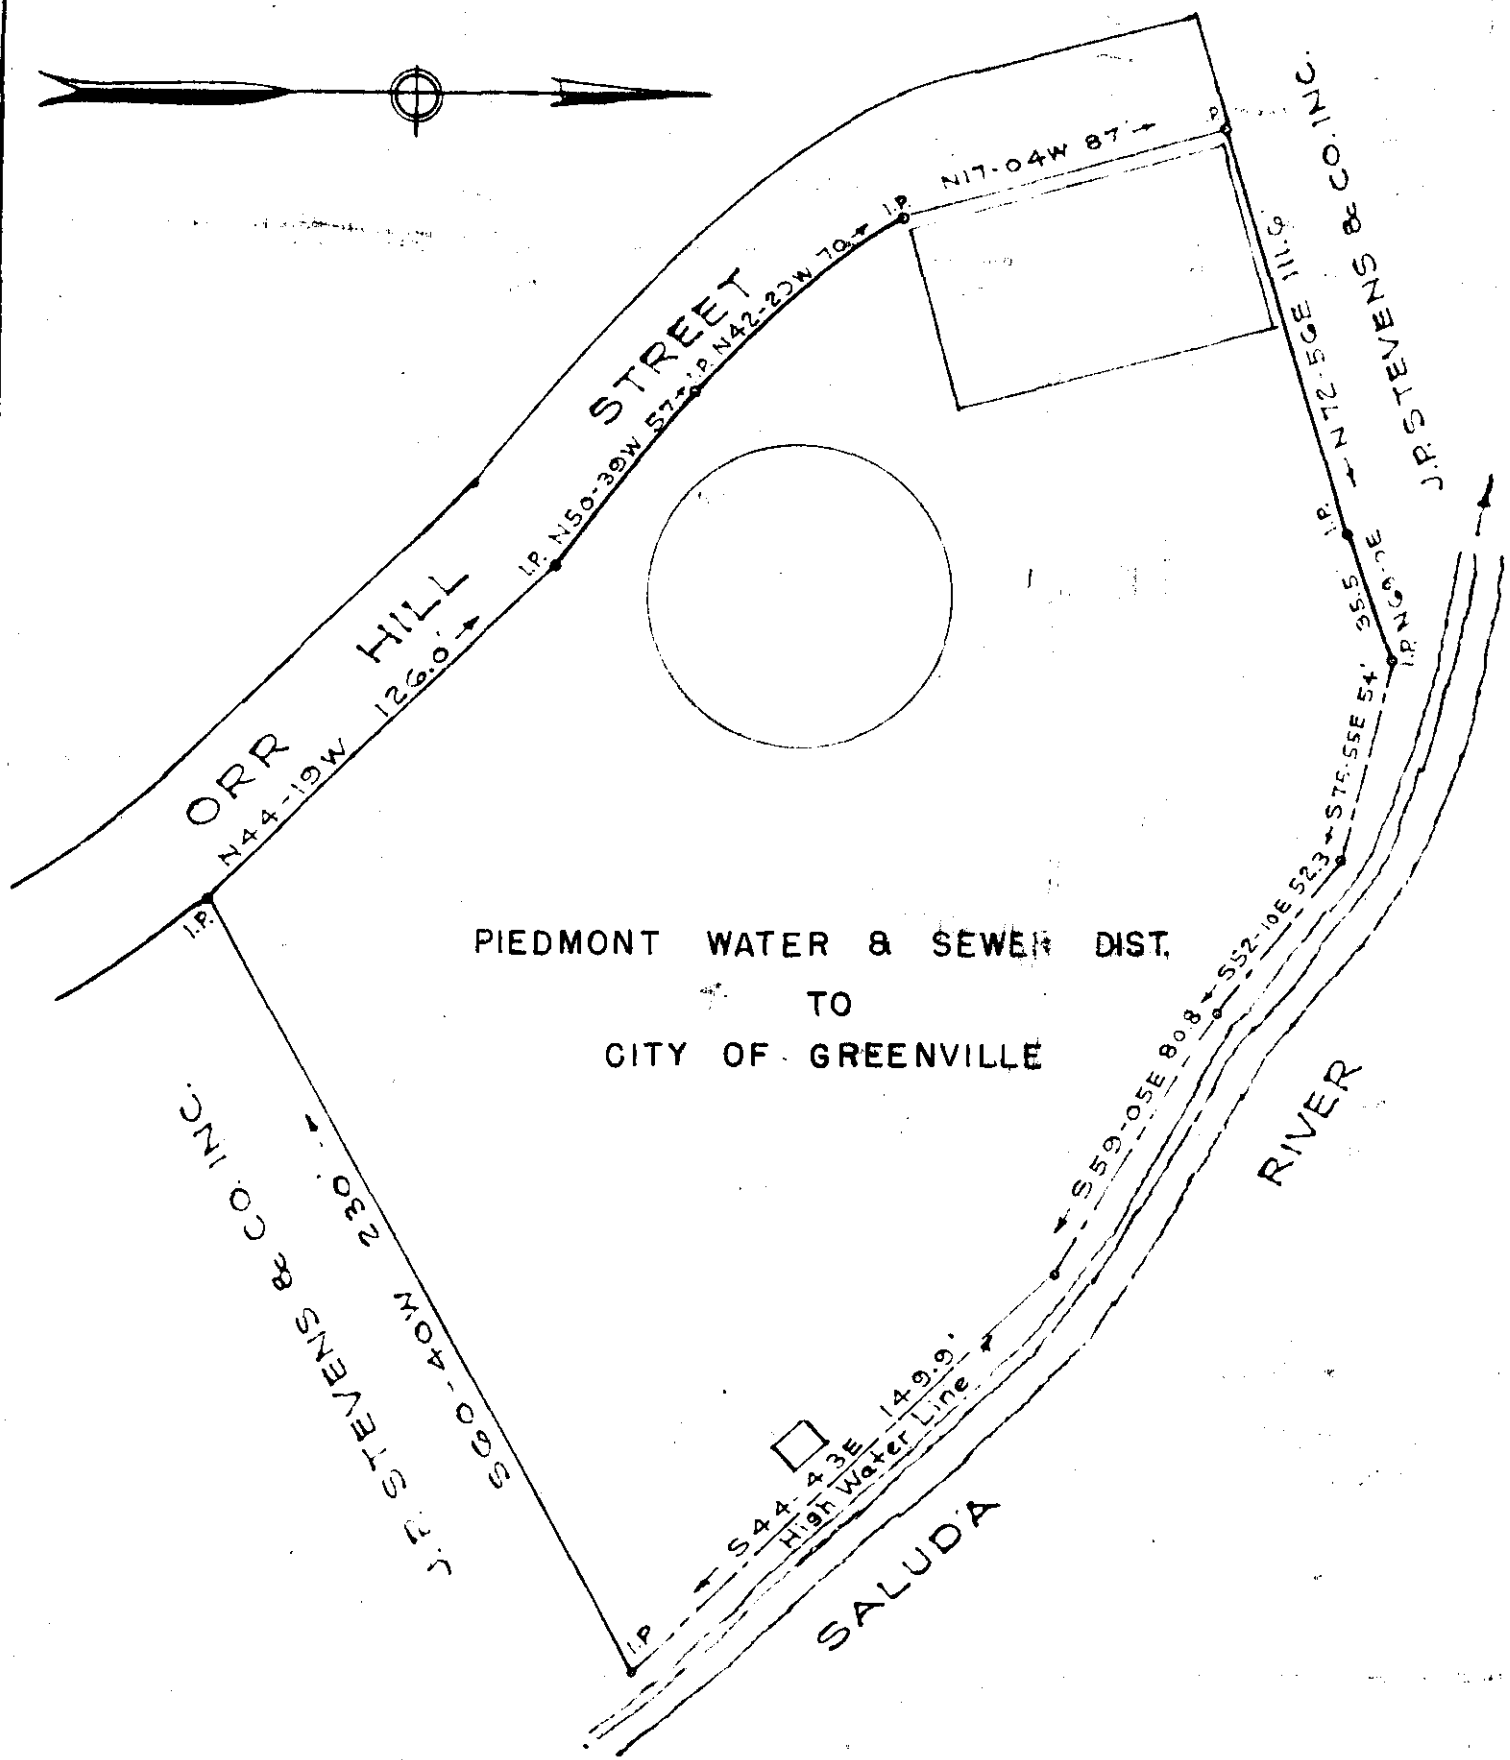 ORR HILL STREET
N44-19W 126.0'
I.P.
N50-39W 57'
I.P.
N42-20W 70
I.P.
N17-04W 87'
P.
N72-56E 111.6
J.P. STEVENS & CO. INC.
I.P.
N69-7E
35.5
I.P.
S75-55E 54'
S52-10E 52.3
S59-05E 80.8
S44-43E 149.9'
High Water Line
SALUDA RIVER
I.P.
S60-40W 230'
I.P.
J.P. STEVENS & CO. INC.
PIEDMONT WATER & SEWER DIST.
TO
CITY OF GREENVILLE